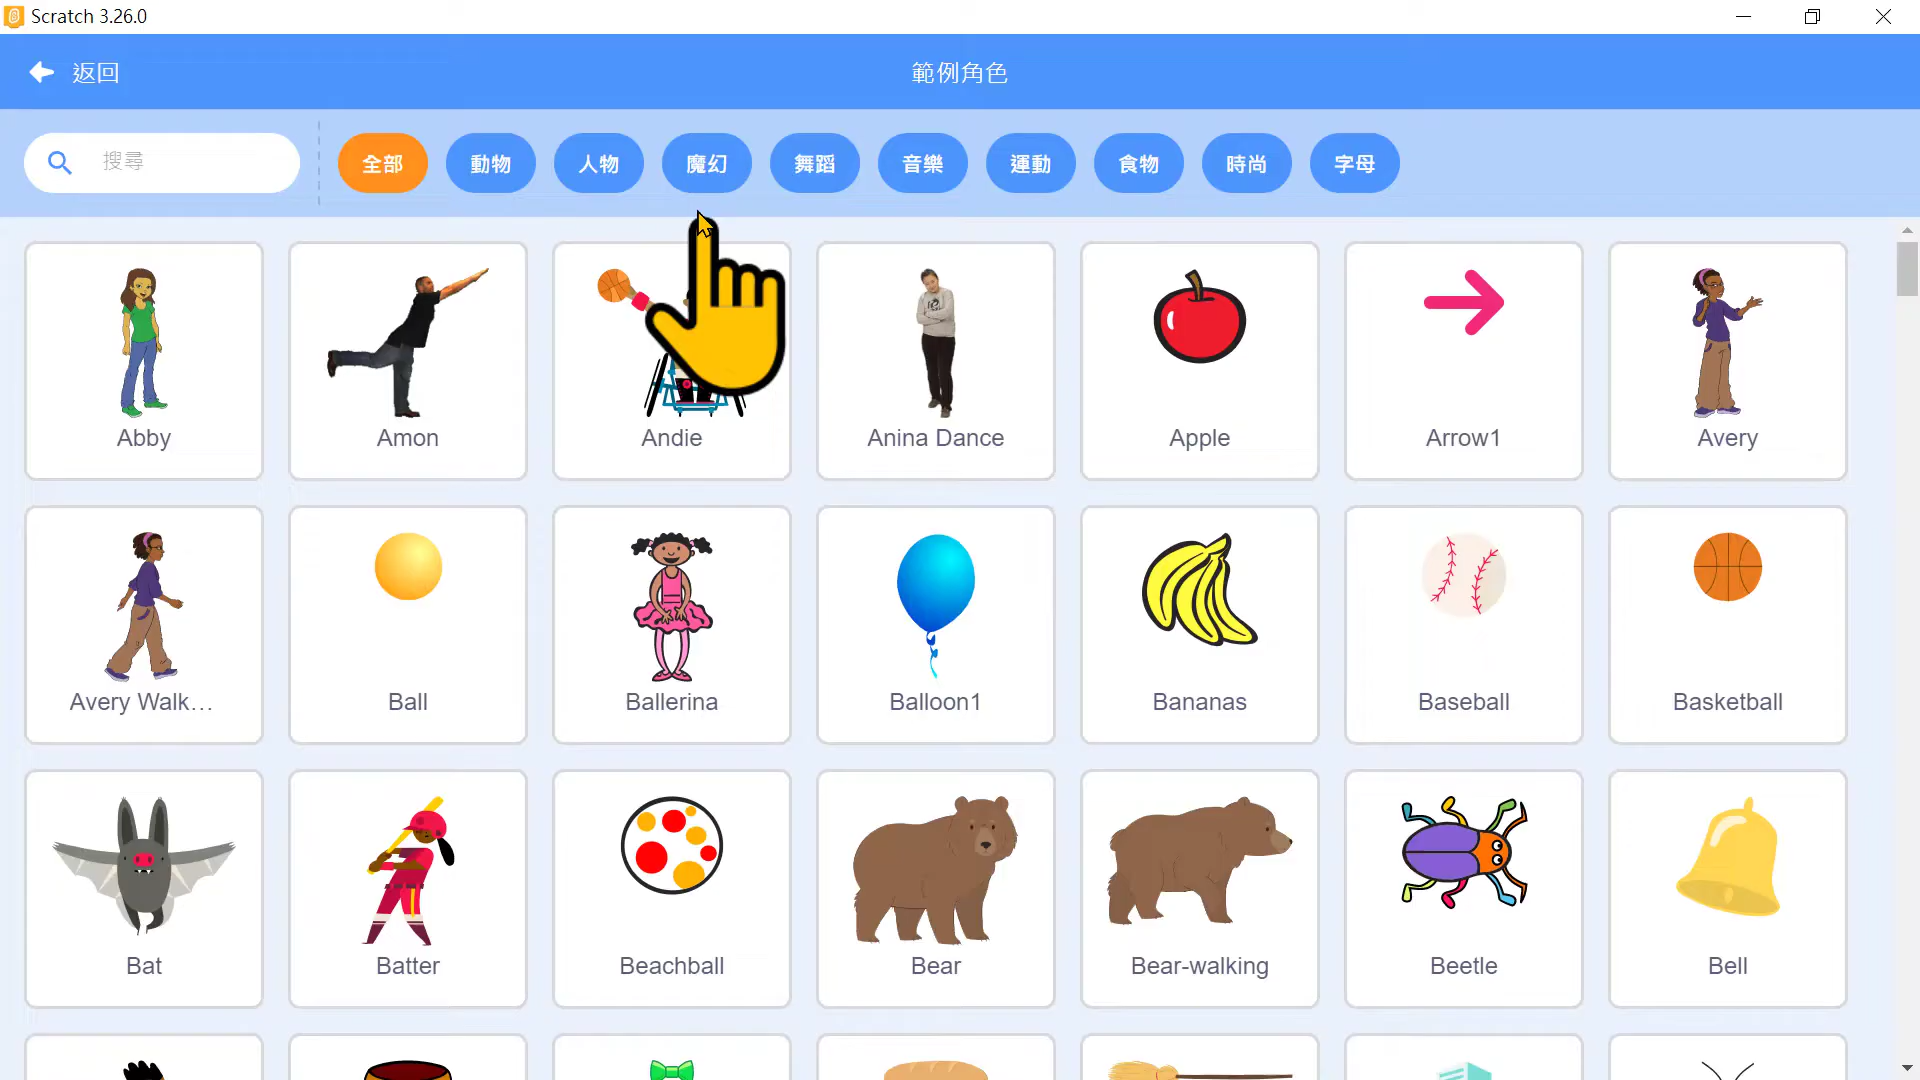 Scratch 3.26.0
返回
範例角色
搜尋
全部 動物 人物 魔幻 舞蹈 音樂 運動 食物 時尚 字母
Abby Amon Andie Anina Dance Apple Arrow1 Avery
Avery Walk... Ball Ballerina Balloon1 Bananas Baseball Basketball
Bat Batter Beachball Bear Bear-walking Beetle Bell